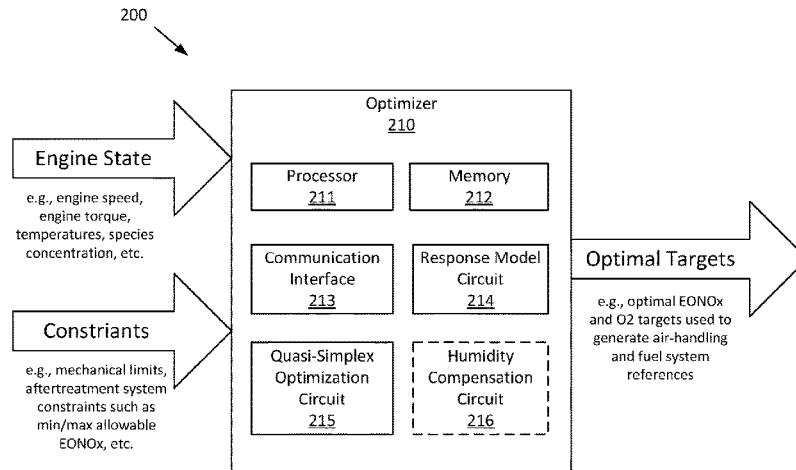 200
Optimizer
210
Engine State
e.g., engine speed,
engine torque,
temperatures, species
concentration, etc.
Constriants
e.g., mechanical limits,
aftertreatment system
constraints such as
min/max allowable
EONOx, etc.
Processor
211
Memory
212
Communication
Interface
213
Response Model
Circuit
214
Quasi-Simplex
Optimization
Circuit
215
Humidity
Compensation
Circuit
216
Optimal Targets
e.g., optimal EONOx
and O2 targets used to
generate air-handling
and fuel system
references